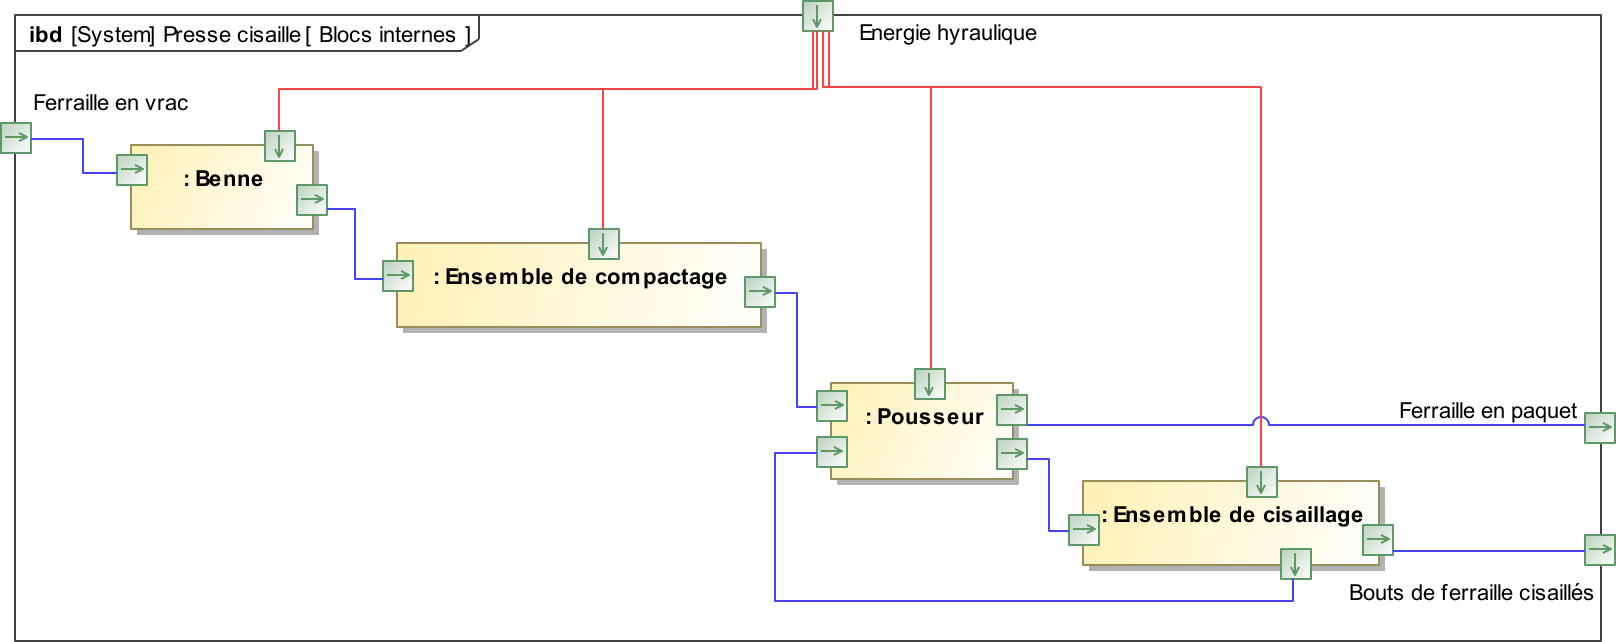 ibd [System] Presse cisaille [ Blocs internes ]
Energie hyraulique
Ferraille en vrac
: Benne
: Ensemble de compactage
Ferraille en paquet
: Pousseur
: Ensemble de cisaillage
Bouts de ferraille cisaillés